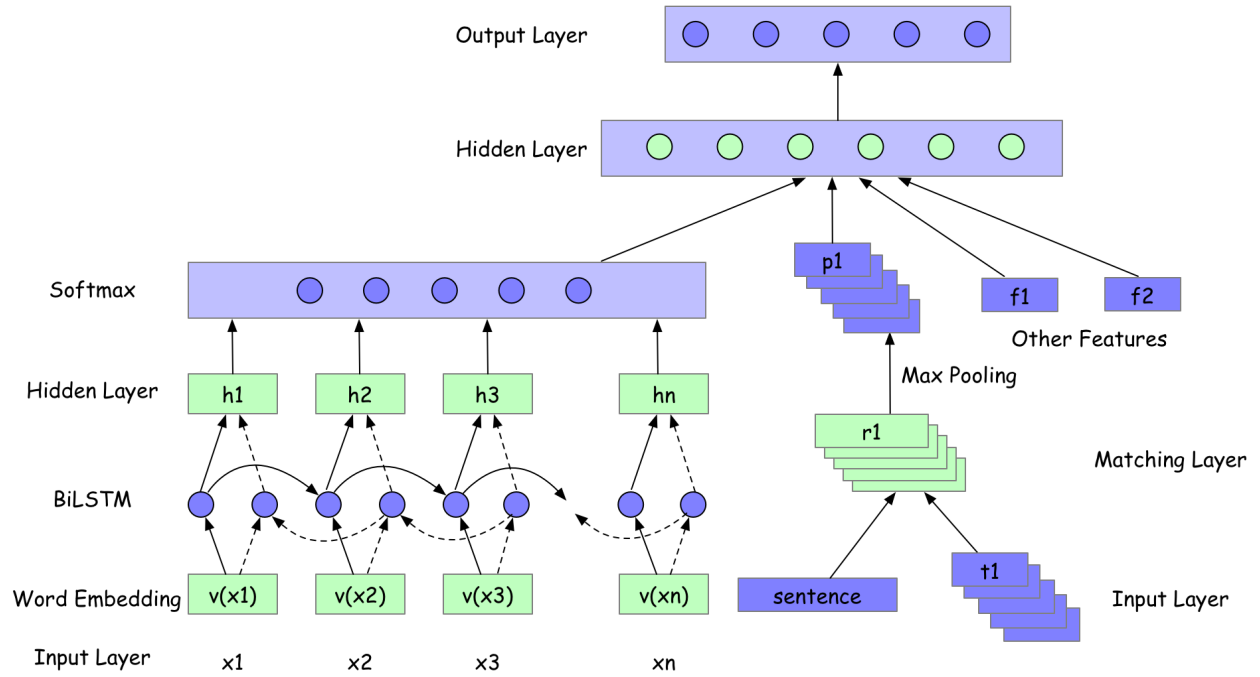 Output Layer
Hidden Layer
p1
Softmax
f1
f2
Other Features
Max Pooling
Hidden Layer
h1
h2
h3
hn
r1
Matching Layer
BiLSTM
t1
Word Embedding
v(x1)
v(x2)
v(x3)
v(xn)
sentence
Input Layer
Input Layer
x1
x2
x3
xn